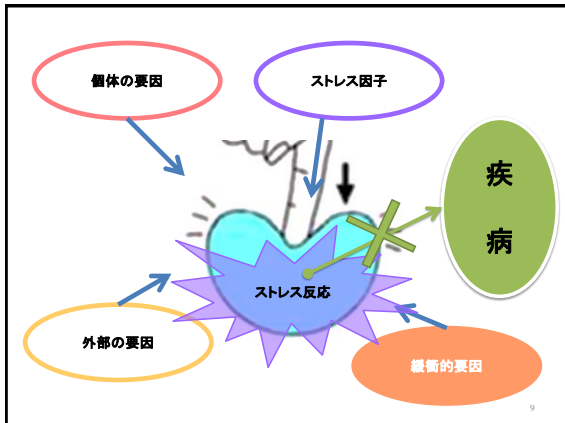 個体の要因
ストレス因子
疾
病
ストレス反応
外部の要因
緩衝的要因
9